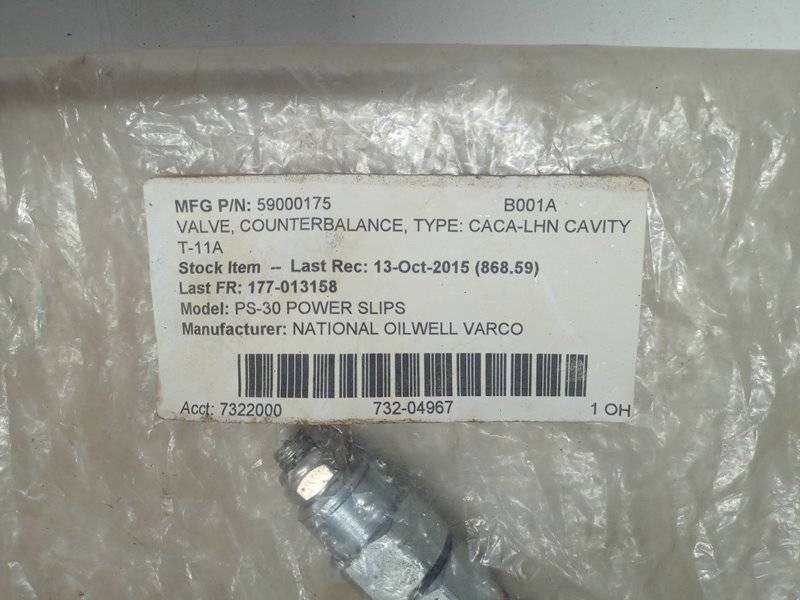 MFG P/N: 59000175 B001A
VALVE, COUNTERBALANCE, TYPE: CACA-LHN CAVITY
T-11A
Stock Item -- Last Rec: 13-Oct-2015 (868.59)
Last FR: 177-013158
Model: PS-30 POWER SLIPS
Manufacturer: NATIONAL OILWELL VARCO
Acct: 7322000 732-04967 1 OH